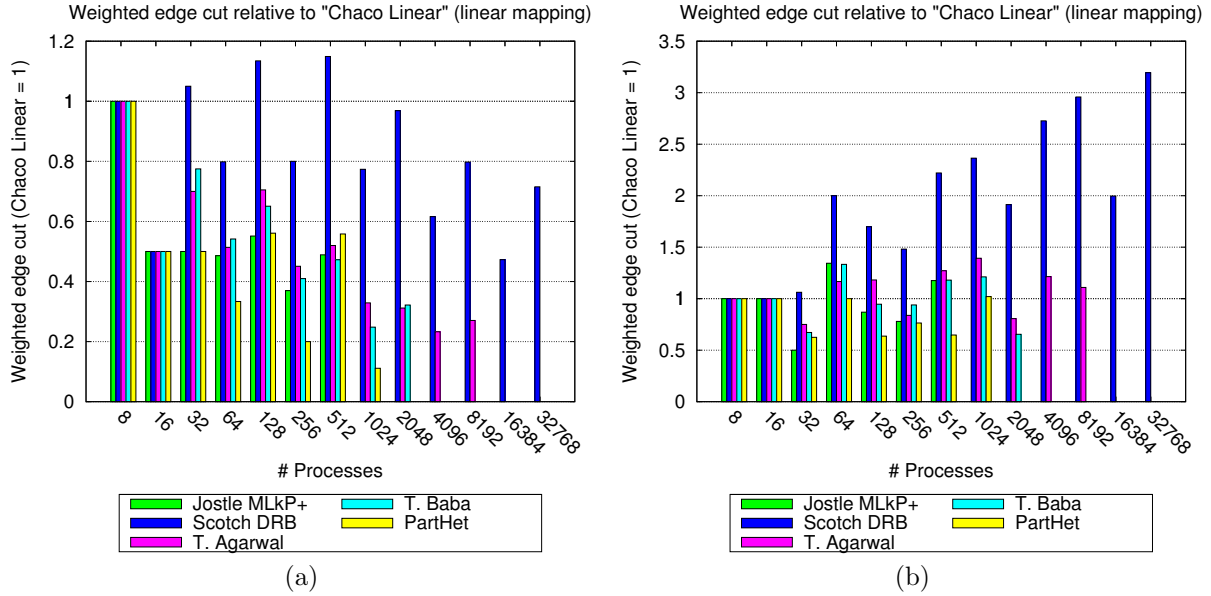 Weighted edge cut relative to "Chaco Linear" (linear mapping)
Weighted edge cut (Chaco Linear = 1)
1.2
1
0.8
0.6
0.4
0.2
0
8
16
32
64
128
256
512
1024
2048
4096
8192
16384
32768
# Processes
Jostle MLkP+
Scotch DRB
T. Agarwal
T. Baba
PartHet
(a)
Weighted edge cut relative to "Chaco Linear" (linear mapping)
Weighted edge cut (Chaco Linear = 1)
3.5
3
2.5
2
1.5
1
0.5
0
8
16
32
64
128
256
512
1024
2048
4096
8192
16384
32768
# Processes
Jostle MLkP+
Scotch DRB
T. Agarwal
T. Baba
PartHet
(b)